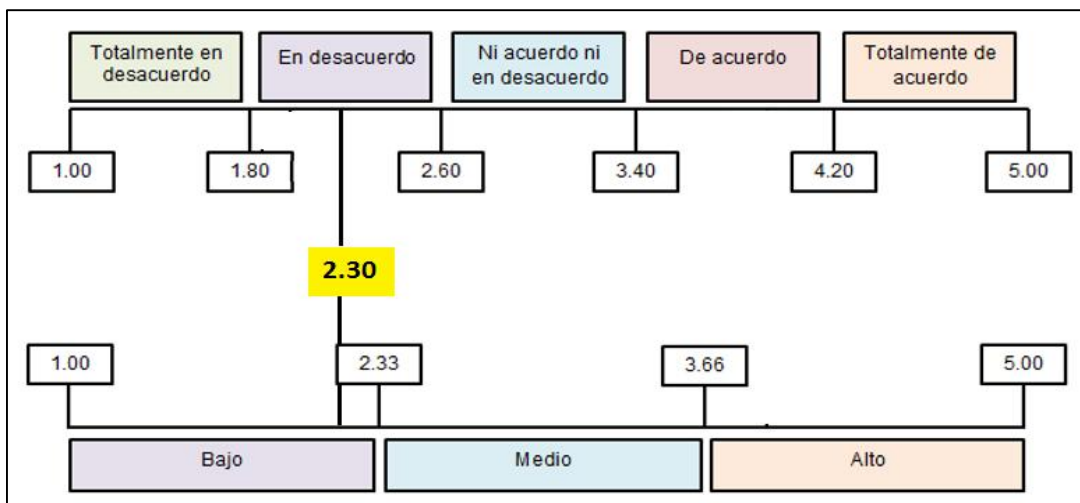 Totalmente en
desacuerdo
En desacuerdo
Ni acuerdo ni
en desacuerdo
De acuerdo
Totalmente de
acuerdo
1.00
1.80
2.60
3.40
4.20
5.00
2.30
1.00
2.33
3.66
5.00
Bajo
Medio
Alto